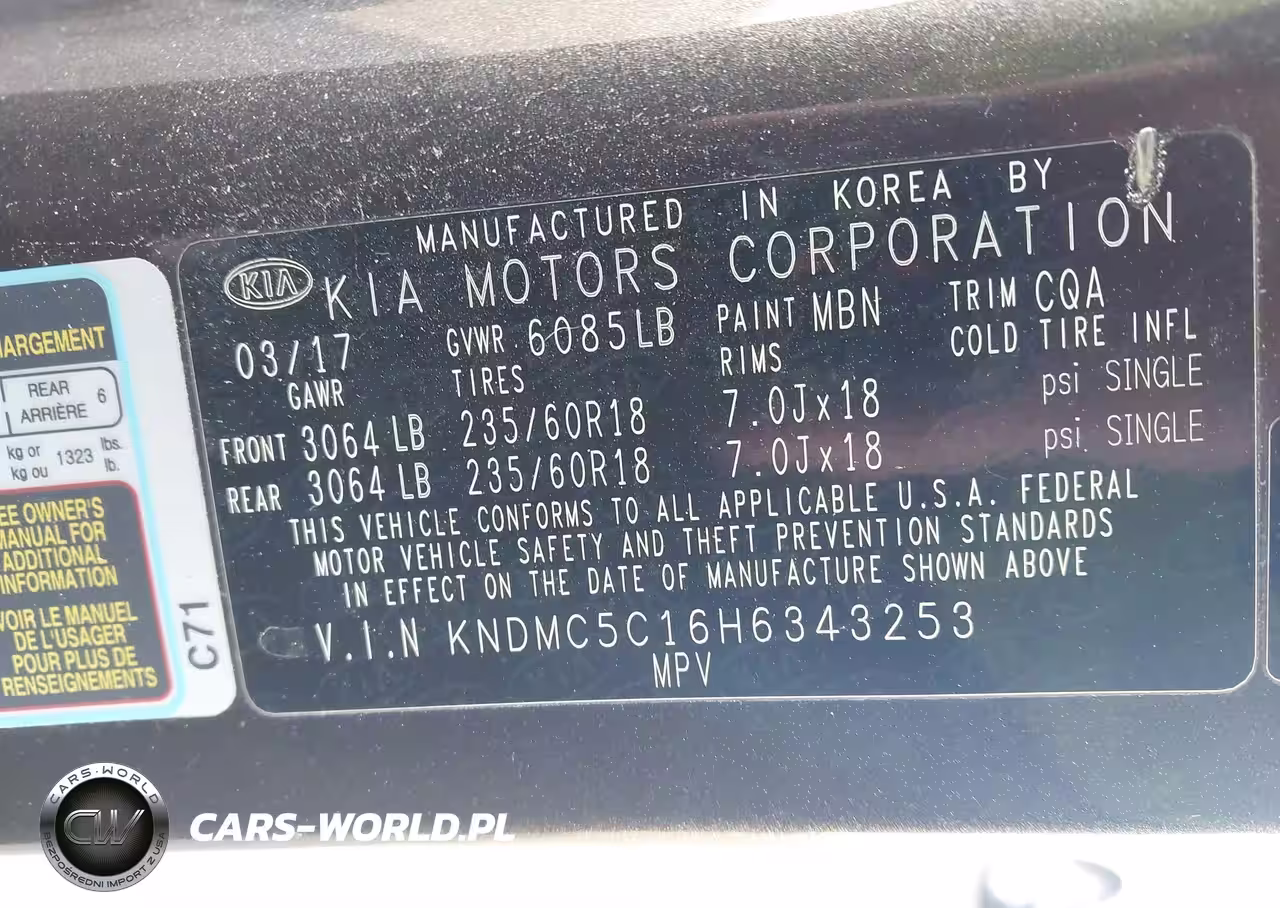 MANUFACTURED IN KOREA BY
KIA KIA MOTORS CORPORATION
03/17 GVWR 6085LB PAINT MBN TRIM CQA
GAWR TIRES RIMS COLD TIRE INFL
FRONT 3064 LB 235/60R18 7.0Jx18 psi SINGLE
REAR 3064 LB 235/60R18 7.0Jx18 psi SINGLE
THIS VEHICLE CONFORMS TO ALL APPLICABLE U.S.A. FEDERAL
MOTOR VEHICLE SAFETY AND THEFT PREVENTION STANDARDS
IN EFFECT ON THE DATE OF MANUFACTURE SHOWN ABOVE
V.I.N KNDMC5C16H6343253
MPV
ARGEMENT
REAR
ARRIÈRE 6
kg or
kg ou 1323 lbs.
lb.
EE OWNER'S
MANUAL FOR
ADDITIONAL
INFORMATION
VOIR LE MANUEL
DE L'USAGER
POUR PLUS DE
RENSEIGNEMENTS
C71
CARS-WORLD
CW
BEZPOŚREDNI IMPORT Z USA
CARS-WORLD.PL